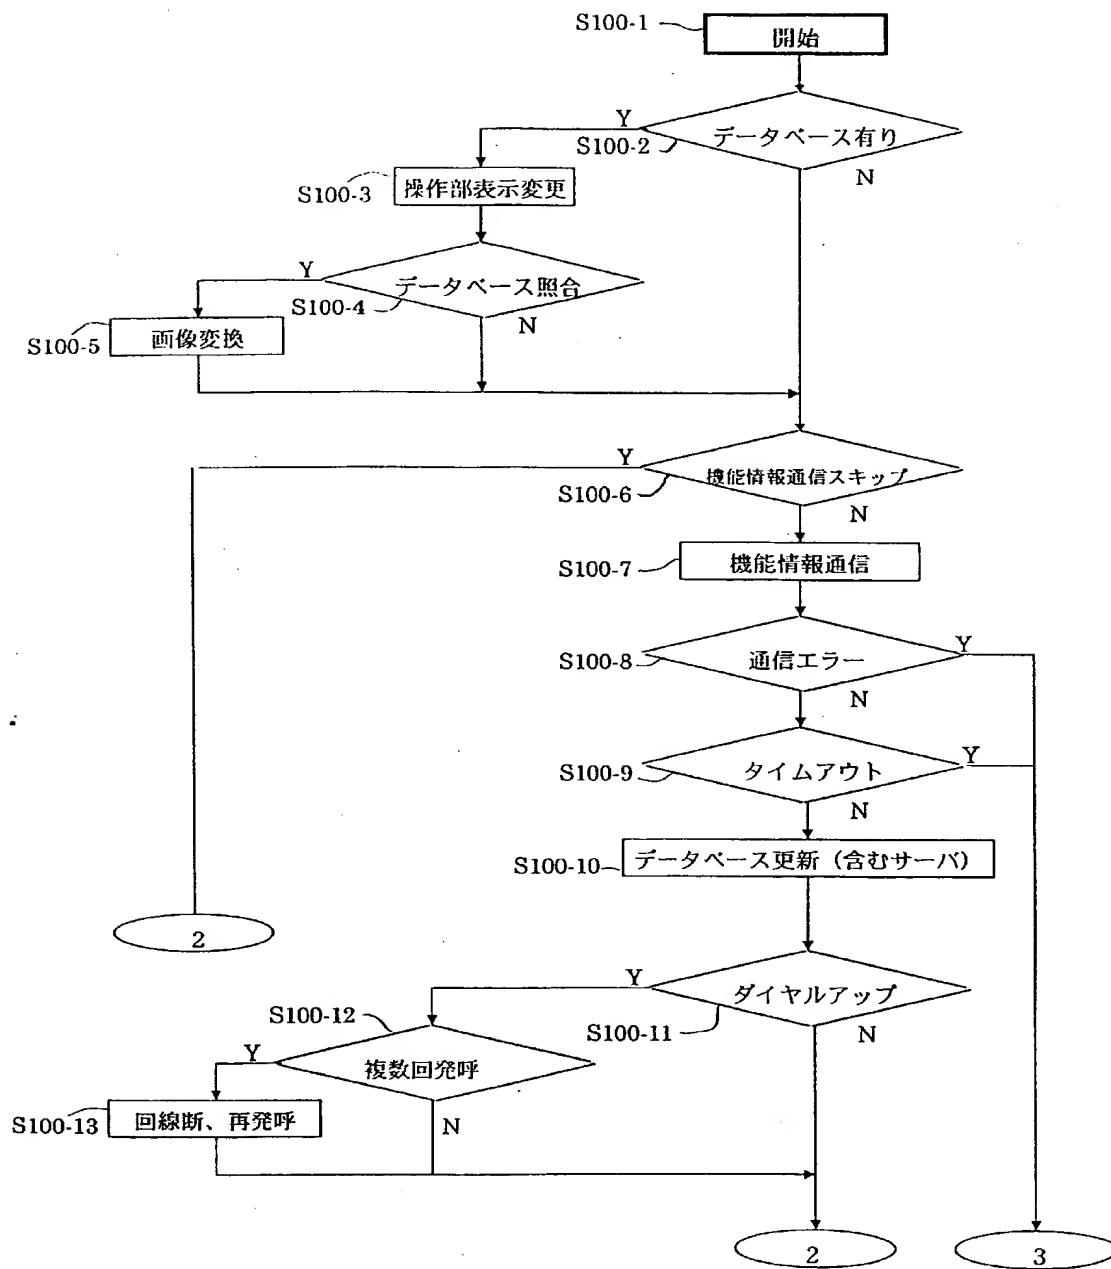 S100-1
開始
Y
データベース有り
S100-2
N
S100-3
操作部表示変更
Y
データベース照合
S100-4
N
S100-5
画像変換
Y
機能情報通信スキップ
S100-6
N
S100-7
機能情報通信
Y
S100-8
通信エラー
N
Y
S100-9
タイムアウト
N
S100-10
データベース更新（含むサーバ）
2
Y
ダイヤルアップ
S100-11
N
S100-12
Y
複数回発呼
S100-13
回線断、再発呼
N
2
3